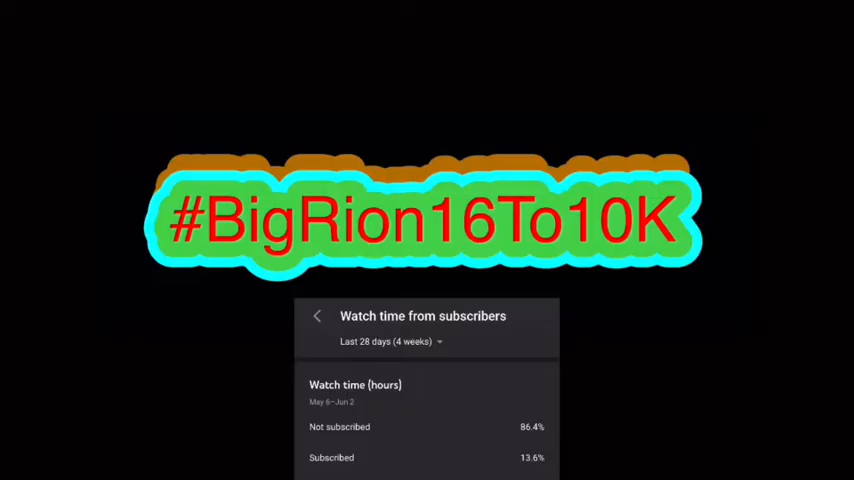 #BigRion16To10K
Watch time from subscribers
Last 28 days (4 weeks)
Watch time (hours)
May 6–Jun 2
Not subscribed 86.4%
Subscribed 13.6%